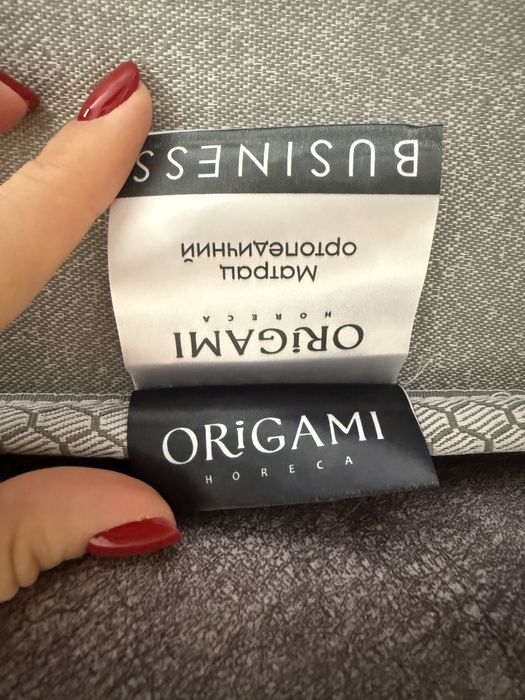 BUSINESS
Матрац
ортопедичний
ORiGAMI
HORECA
ORiGAMI
HORECA